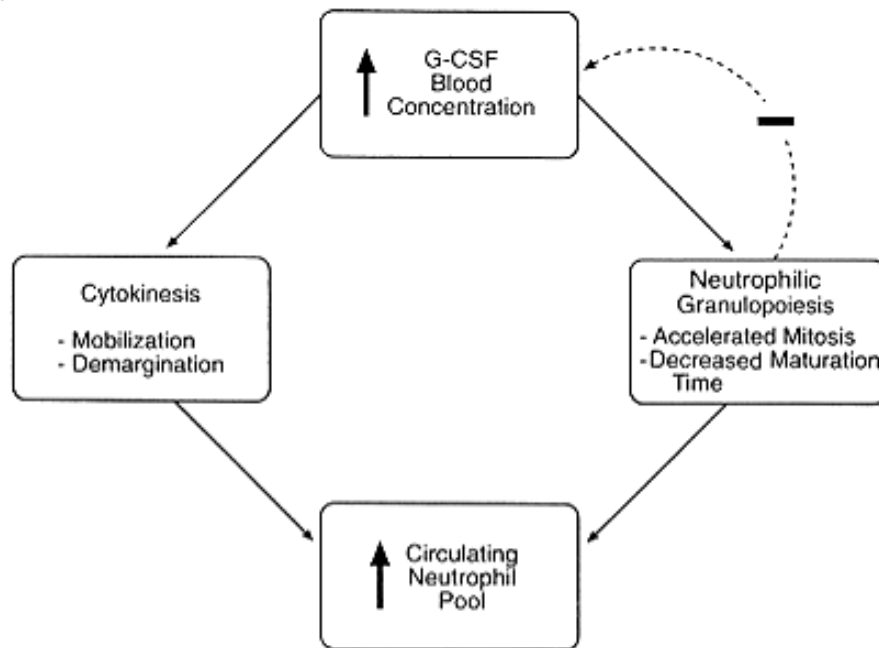 G-CSF
Blood
Concentration
Cytokinesis
- Mobilization
- Demargination
Neutrophilic
Granulopoiesis
- Accelerated Mitosis
-Decreased Maturation
Time
Circulating
Neutrophil
Pool